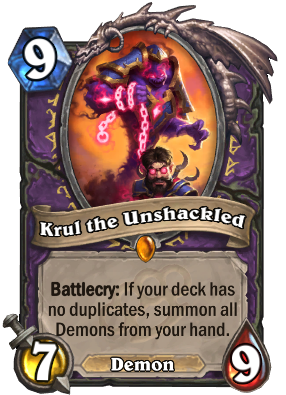 9
Krul the Unshackled
Battlecry: If your deck has
no duplicates, summon all
Demons from your hand.
7
Demon
9